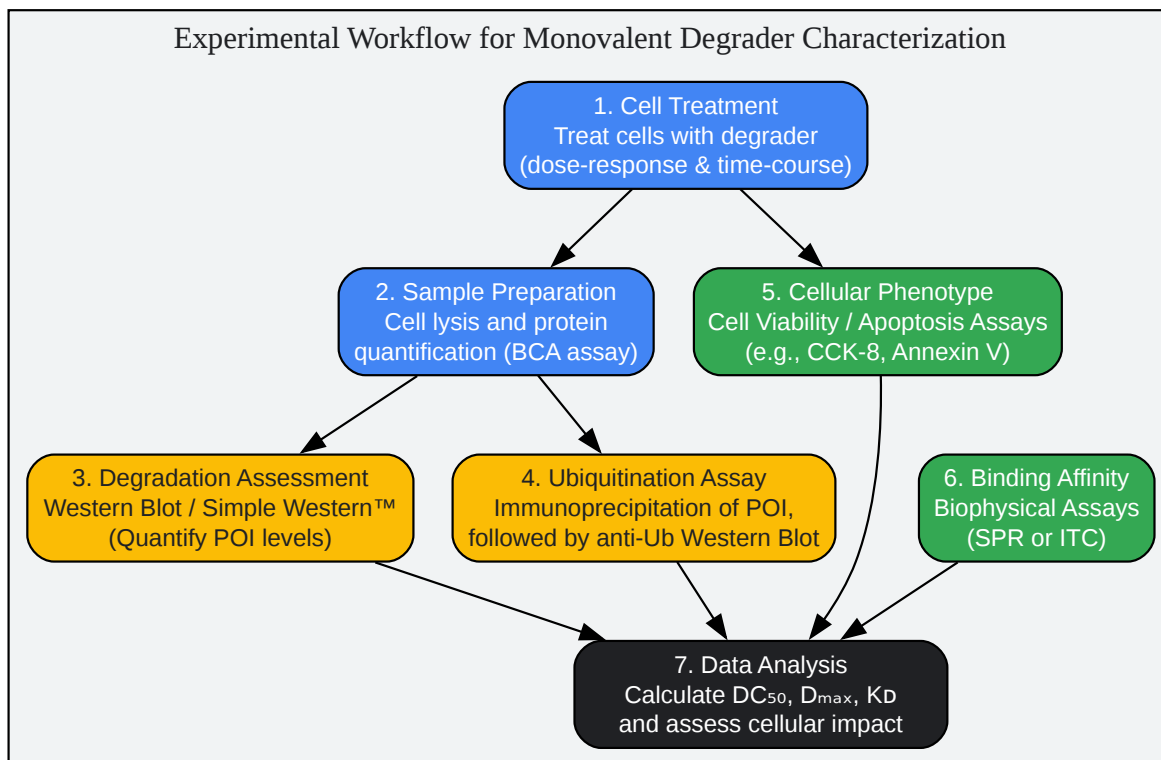 Experimental Workflow for Monovalent Degrader Characterization
1. Cell Treatment
Treat cells with degrader
(dose-response & time-course)
2. Sample Preparation
Cell lysis and protein
quantification (BCA assay)
5. Cellular Phenotype
Cell Viability / Apoptosis Assays
(e.g., CCK-8, Annexin V)
3. Degradation Assessment
Western Blot / Simple Western™
(Quantify POI levels)
4. Ubiquitination Assay
Immunoprecipitation of POI,
followed by anti-Ub Western Blot
6. Binding Affinity
Biophysical Assays
(SPR or ITC)
7. Data Analysis
Calculate DC₅₀, Dₘₐₓ, Kᴅ
and assess cellular impact